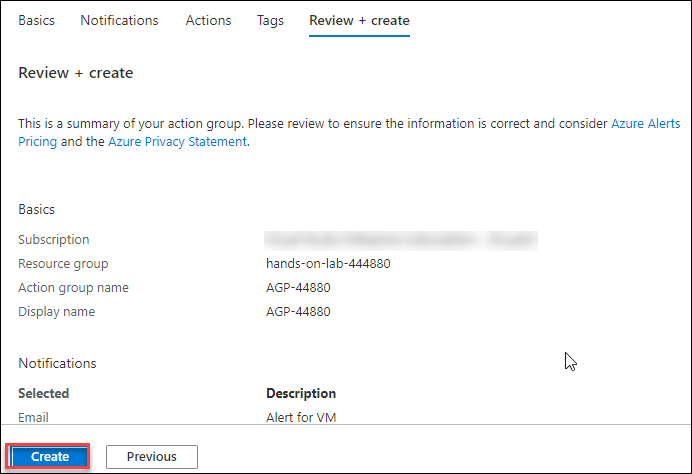 Basics Notifications Actions Tags Review + create
Review + create
This is a summary of your action group. Please review to ensure the information is correct and consider Azure Alerts
Pricing and the Azure Privacy Statement.
Basics
Subscription
Resource group hands-on-lab-444880
Action group name AGP-44880
Display name AGP-44880
Notifications
Selected Description
Email Alert for VM
Create Previous